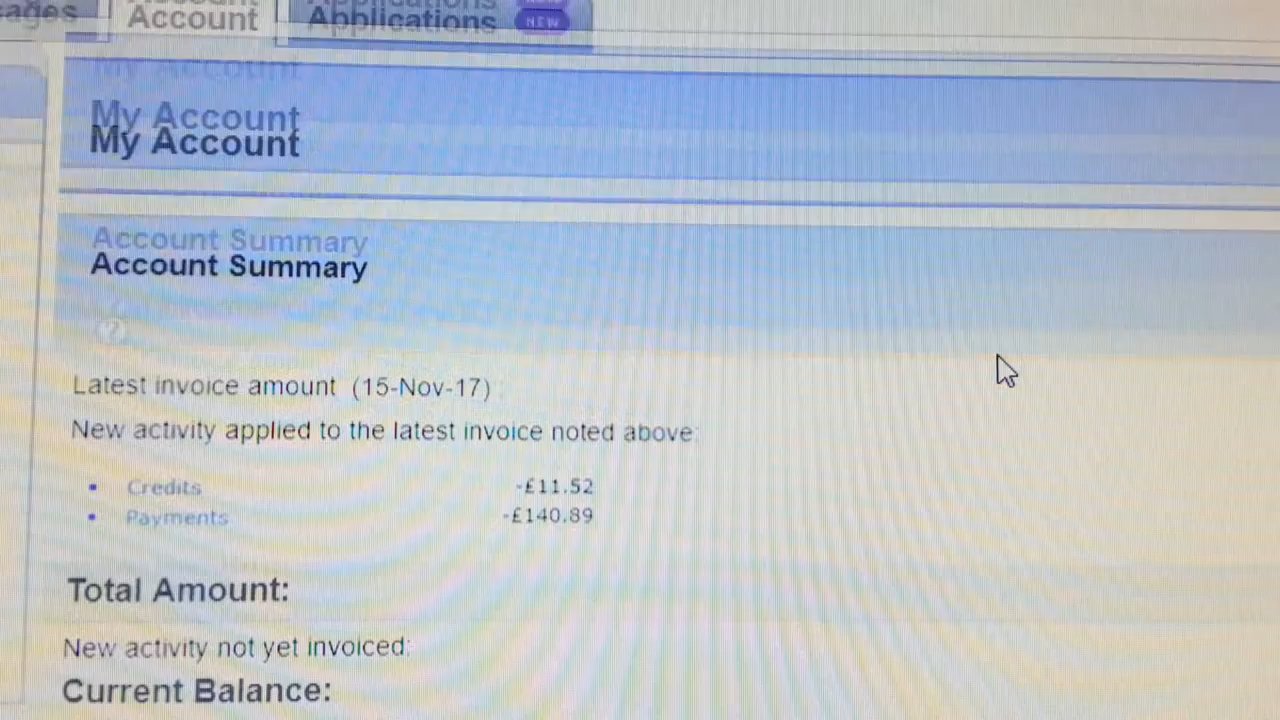 ages Account Applications NEW
My Account
Account Summary
?
Latest invoice amount (15-Nov-17)
New activity applied to the latest invoice noted above:
• Credits -£11.52
• Payments -£140.89
Total Amount:
New activity not yet invoiced:
Current Balance: